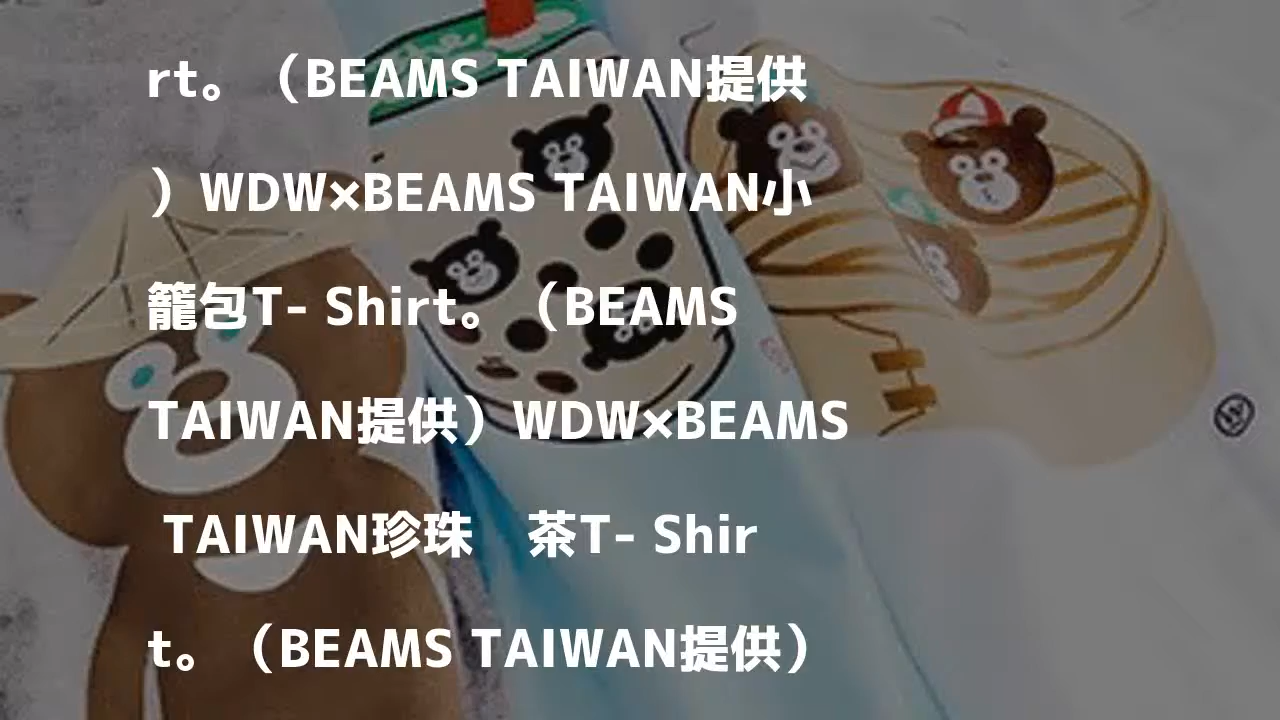 The
rt。（BEAMS TAIWAN提供
）WDW×BEAMS TAIWAN小
籠包T- Shirt。（BEAMS
TAIWAN提供）WDW×BEAMS
TAIWAN珍珠　茶T- Shir
t。（BEAMS TAIWAN提供）